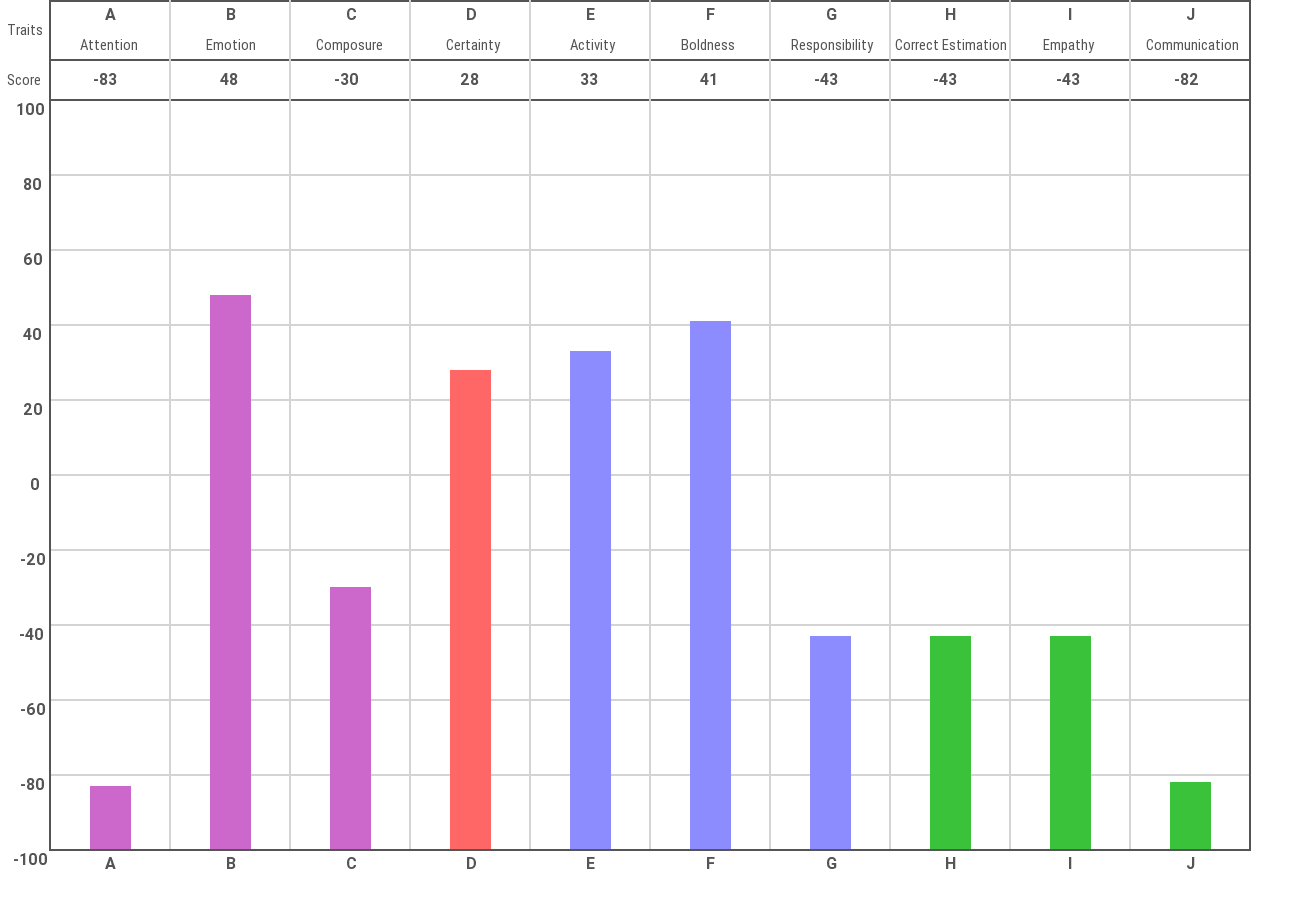 A B C D E F G H I J
Traits
Attention Emotion Composure Certainty Activity Boldness Responsibility Correct Estimation Empathy Communication
Score -83 48 -30 28 33 41 -43 -43 -43 -82
100
80
60
40
20
0
-20
-40
-60
-80
-100
A B C D E F G H I J